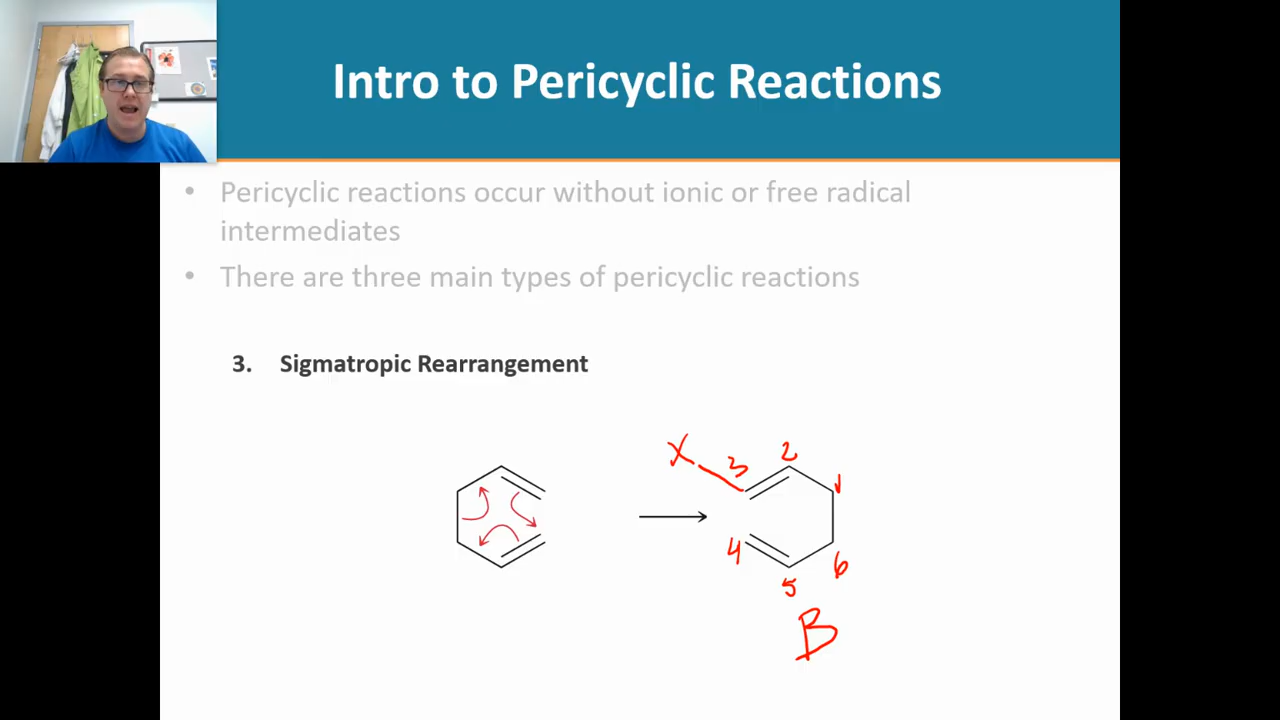 Intro to Pericyclic Reactions
• Pericyclic reactions occur without ionic or free radical
intermediates
• There are three main types of pericyclic reactions
3. Sigmatropic Rearrangement
X
3
2
1
4
5
6
B